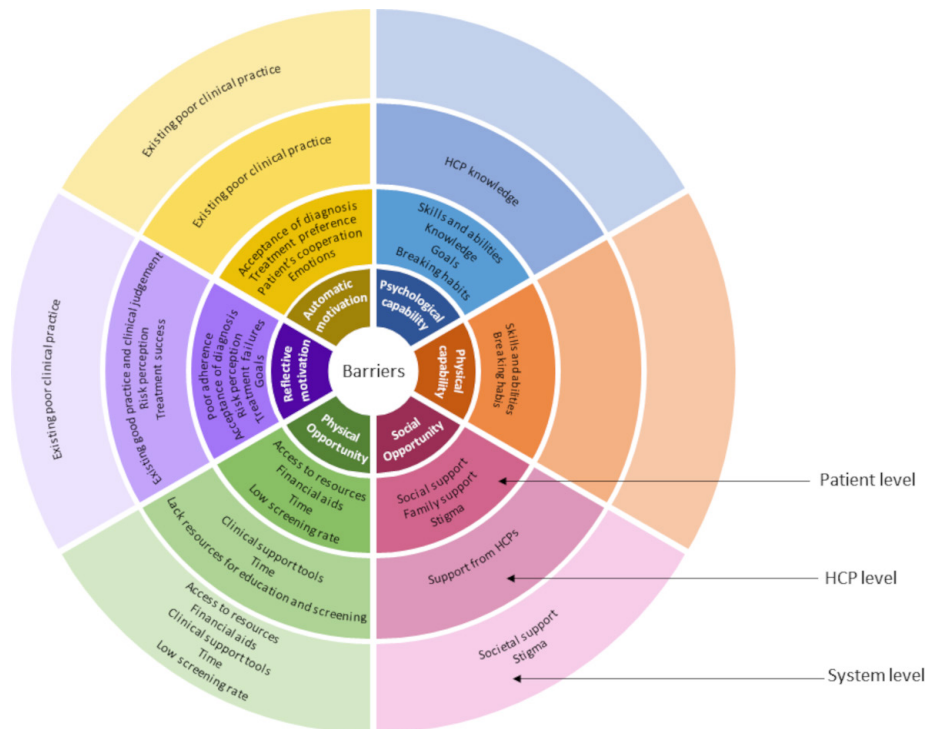 Existing poor clinical practice
Existing poor clinical practice
Acceptance of diagnosis
Treatment preference
Patient's cooperation
Emotions
Automatic
motivation
HCP knowledge
Skills and abilities
Knowledge
Goals
Breaking habits
Psychological
capability
Existing poor clinical practice
Existing good practice and clinical judgement
Risk perception
Treatment success
Poor adherence
Acceptance of diagnosis
Risk perception
Treatment failures
Goals
Reflective
motivation
Barriers
Physical
capability
Skills and abilities
Breaking habis
Physical
Opportunity
Access to resources
Financial aids
Time
Low screening rate
Clinical support tools
Time
Lack resources for education and screening
Access to resources
Financial aids
Clinical support tools
Time
Low screening rate
Social
Opportunity
Social support
Family support
Stigma
Support from HCPs
Societal support
Stigma
Patient level
HCP level
System level